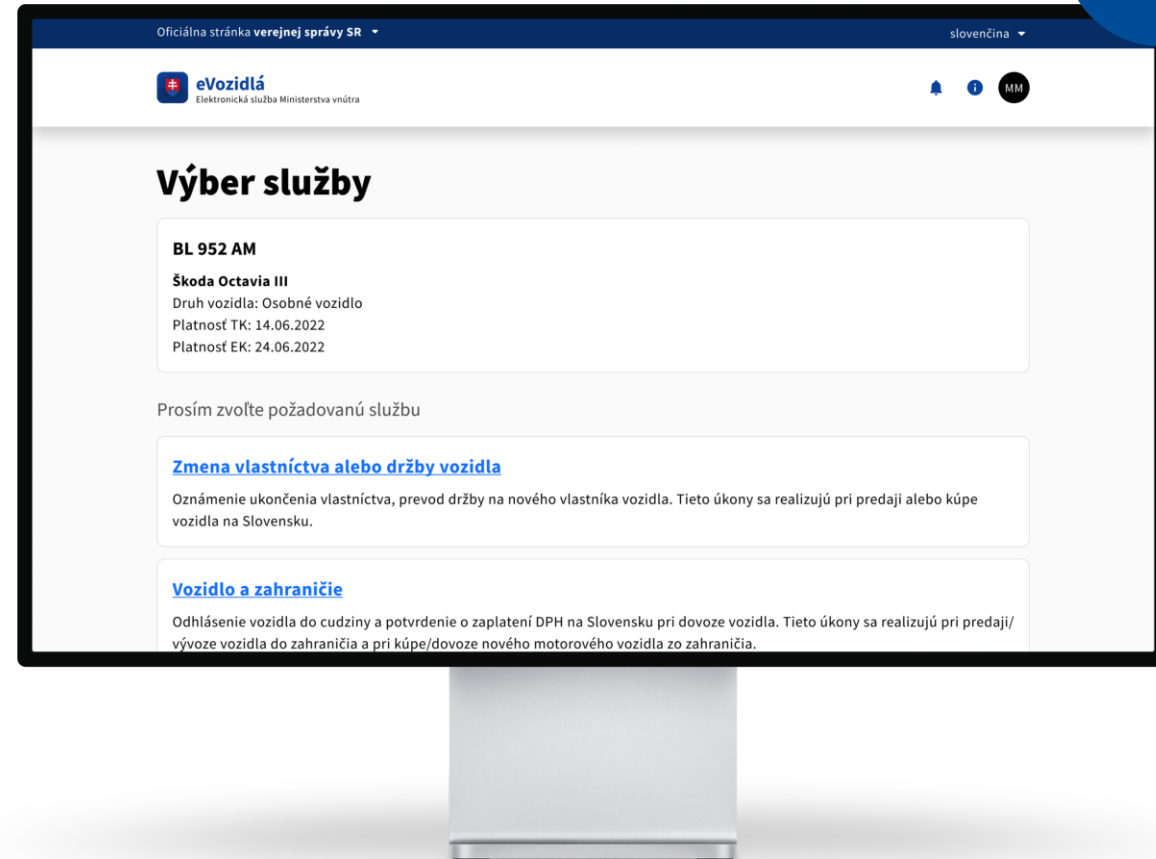 Oficiálna stránka verejnej správy SR
slovenčina
eVozidlá
Elektronická služba Ministerstva vnútra
MM
Výber služby
BL 952 AM
Škoda Octavia III
Druh vozidla: Osobné vozidlo
Platnosť TK: 14.06.2022
Platnosť EK: 24.06.2022
Prosím zvoľte požadovanú službu
Zmena vlastníctva alebo držby vozidla
Oznámenie ukončenia vlastníctva, prevod držby na nového vlastníka vozidla. Tieto úkony sa realizujú pri predaji alebo kúpe
vozidla na Slovensku.
Vozidlo a zahraničie
Odhlásenie vozidla do cudziny a potvrdenie o zaplatení DPH na Slovensku pri dovoze vozidla. Tieto úkony sa realizujú pri predaji/
vývoze vozidla do zahraničia a pri kúpe/dovoze nového motorového vozidla zo zahraničia.